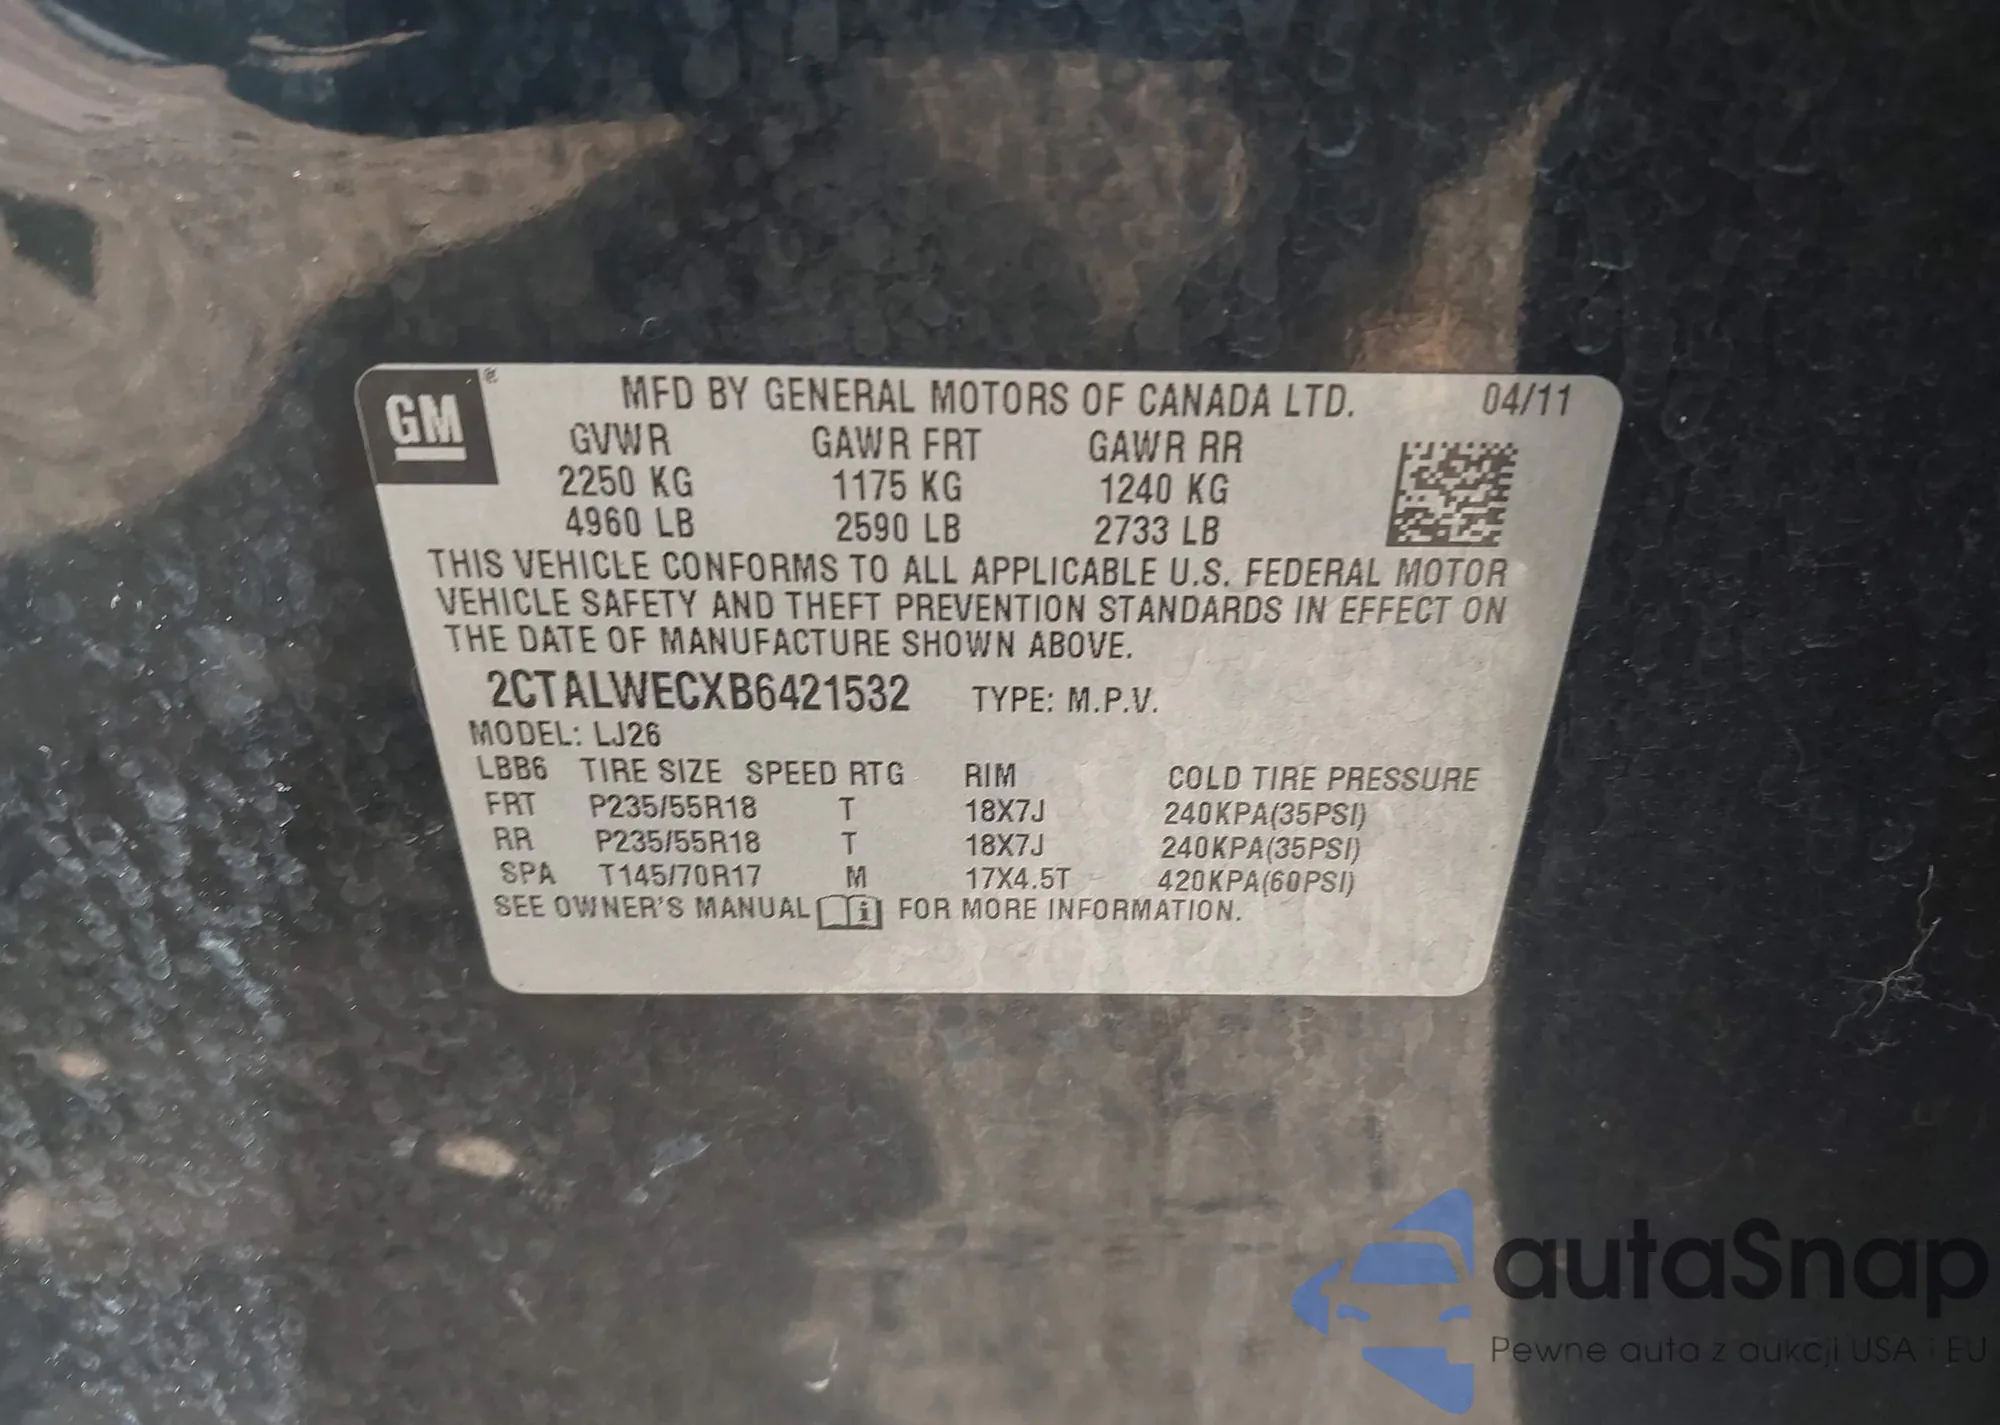 GM ® MFD BY GENERAL MOTORS OF CANADA LTD. 04/11
GVWR GAWR FRT GAWR RR
2250 KG 1175 KG 1240 KG
4960 LB 2590 LB 2733 LB
THIS VEHICLE CONFORMS TO ALL APPLICABLE U.S. FEDERAL MOTOR
VEHICLE SAFETY AND THEFT PREVENTION STANDARDS IN EFFECT ON
THE DATE OF MANUFACTURE SHOWN ABOVE.
2CTALWECXB6421532 TYPE: M.P.V.
MODEL: LJ26
LBB6 TIRE SIZE SPEED RTG RIM COLD TIRE PRESSURE
FRT P235/55R18 T 18X7J 240KPA(35PSI)
RR P235/55R18 T 18X7J 240KPA(35PSI)
SPA T145/70R17 M 17X4.5T 420KPA(60PSI)
SEE OWNER'S MANUAL i FOR MORE INFORMATION.
autaSnap
Pewne auta z aukcji USA i EU